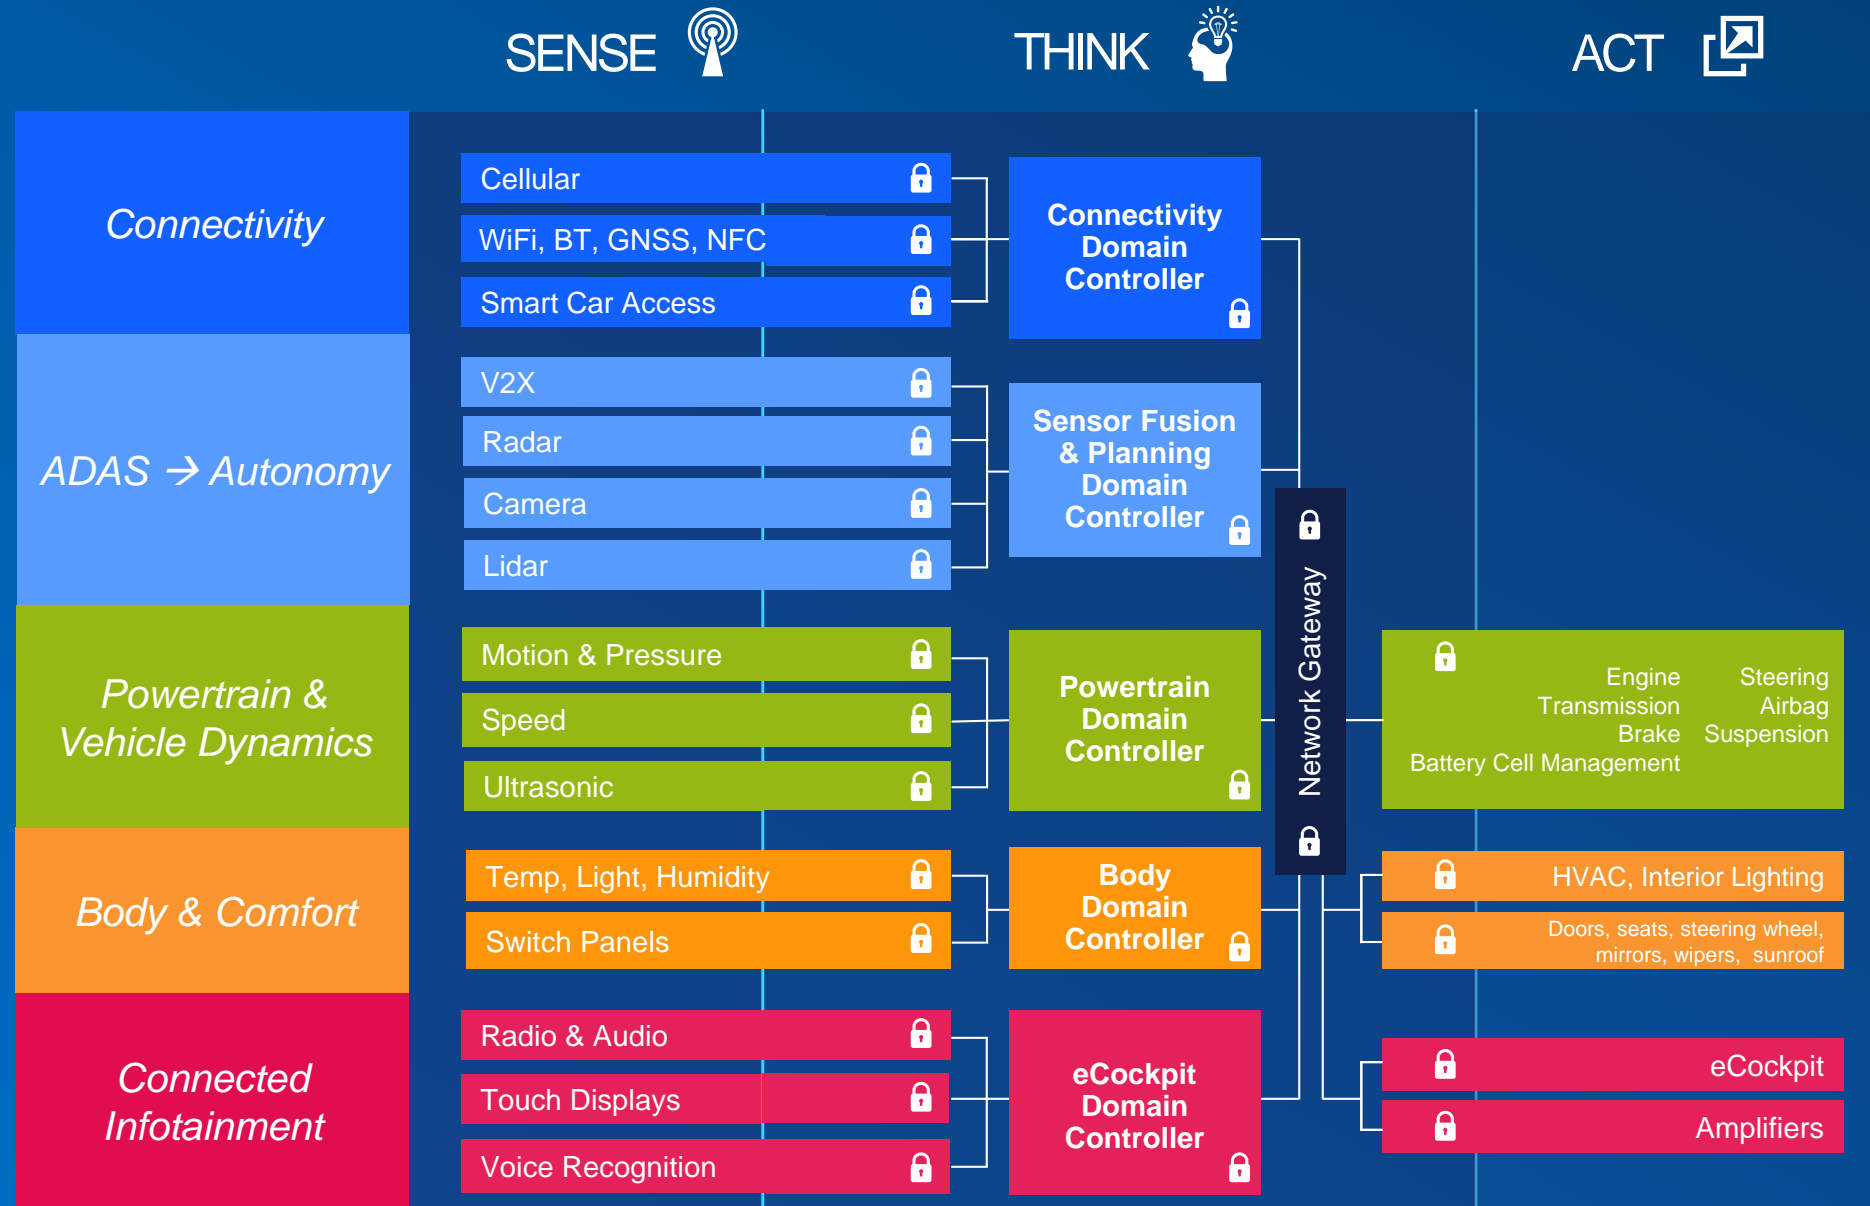 SENSE
THINK
ACT
Connectivity
Cellular
WiFi, BT, GNSS, NFC
Smart Car Access
Connectivity
Domain
Controller
ADAS → Autonomy
V2X
Radar
Camera
Lidar
Sensor Fusion
& Planning
Domain
Controller
Network Gateway
Powertrain &
Vehicle Dynamics
Motion & Pressure
Speed
Ultrasonic
Powertrain
Domain
Controller
Engine Steering
Transmission Airbag
Brake Suspension
Battery Cell Management
Body & Comfort
Temp, Light, Humidity
Switch Panels
Body
Domain
Controller
HVAC, Interior Lighting
Doors, seats, steering wheel,
mirrors, wipers, sunroof
Connected
Infotainment
Radio & Audio
Touch Displays
Voice Recognition
eCockpit
Domain
Controller
eCockpit
Amplifiers